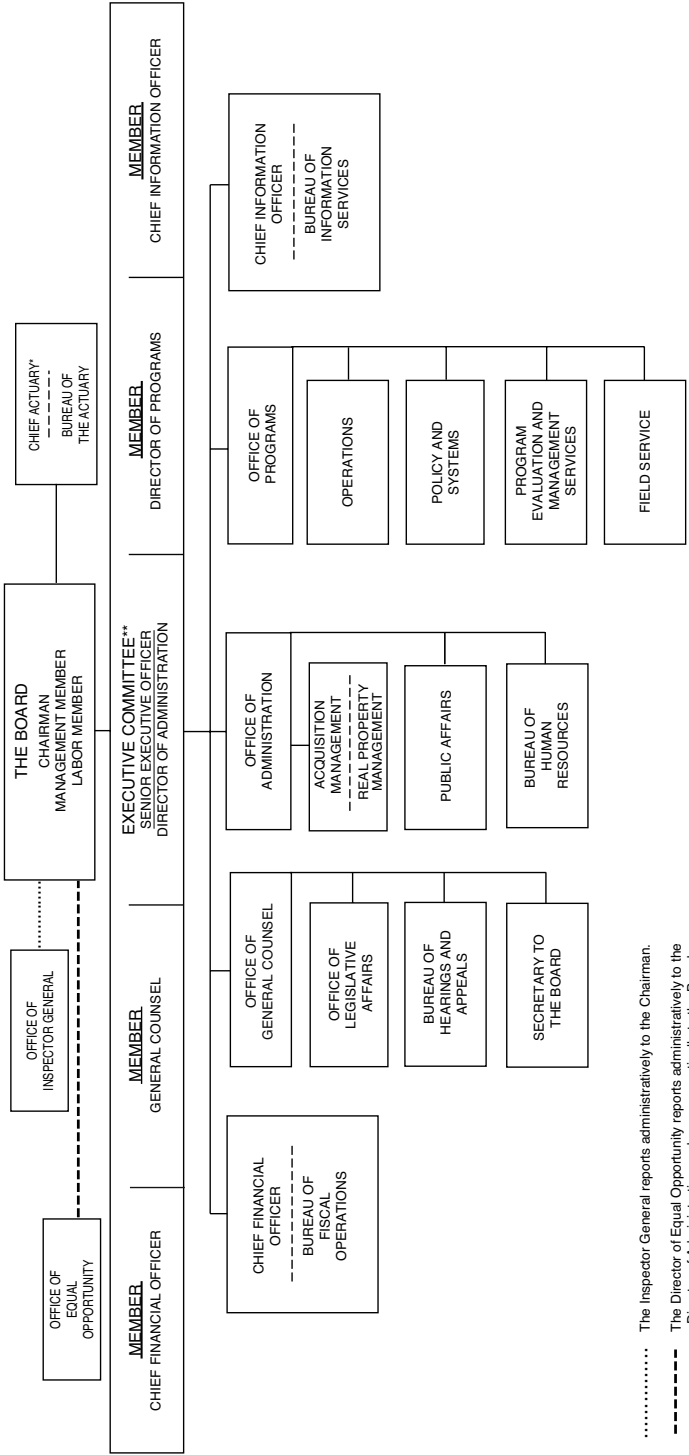 THE BOARD
CHAIRMAN
MANAGEMENT MEMBER
LABOR MEMBER
CHIEF ACTUARY*
BUREAU OF
THE ACTUARY
OFFICE OF
INSPECTOR GENERAL
OFFICE OF
EQUAL
OPPORTUNITY
MEMBER
CHIEF FINANCIAL OFFICER
MEMBER
GENERAL COUNSEL
EXECUTIVE COMMITTEE**
SENIOR EXECUTIVE OFFICER
DIRECTOR OF ADMINISTRATION
MEMBER
DIRECTOR OF PROGRAMS
MEMBER
CHIEF INFORMATION OFFICER
CHIEF FINANCIAL
OFFICER
BUREAU OF
FISCAL
OPERATIONS
OFFICE OF
GENERAL COUNSEL
OFFICE OF
LEGISLATIVE
AFFAIRS
BUREAU OF
HEARINGS AND
APPEALS
SECRETARY TO
THE BOARD
OFFICE OF
ADMINISTRATION
ACQUISITION
MANAGEMENT
REAL PROPERTY
MANAGEMENT
PUBLIC AFFAIRS
BUREAU OF
HUMAN
RESOURCES
OFFICE OF
PROGRAMS
OPERATIONS
POLICY AND
SYSTEMS
PROGRAM
EVALUATION AND
MANAGEMENT
SERVICES
FIELD SERVICE
CHIEF INFORMATION
OFFICER
BUREAU OF
INFORMATION
SERVICES
The Inspector General reports administratively to the Chairman.
The Director of Equal Opportunity reports administratively to the